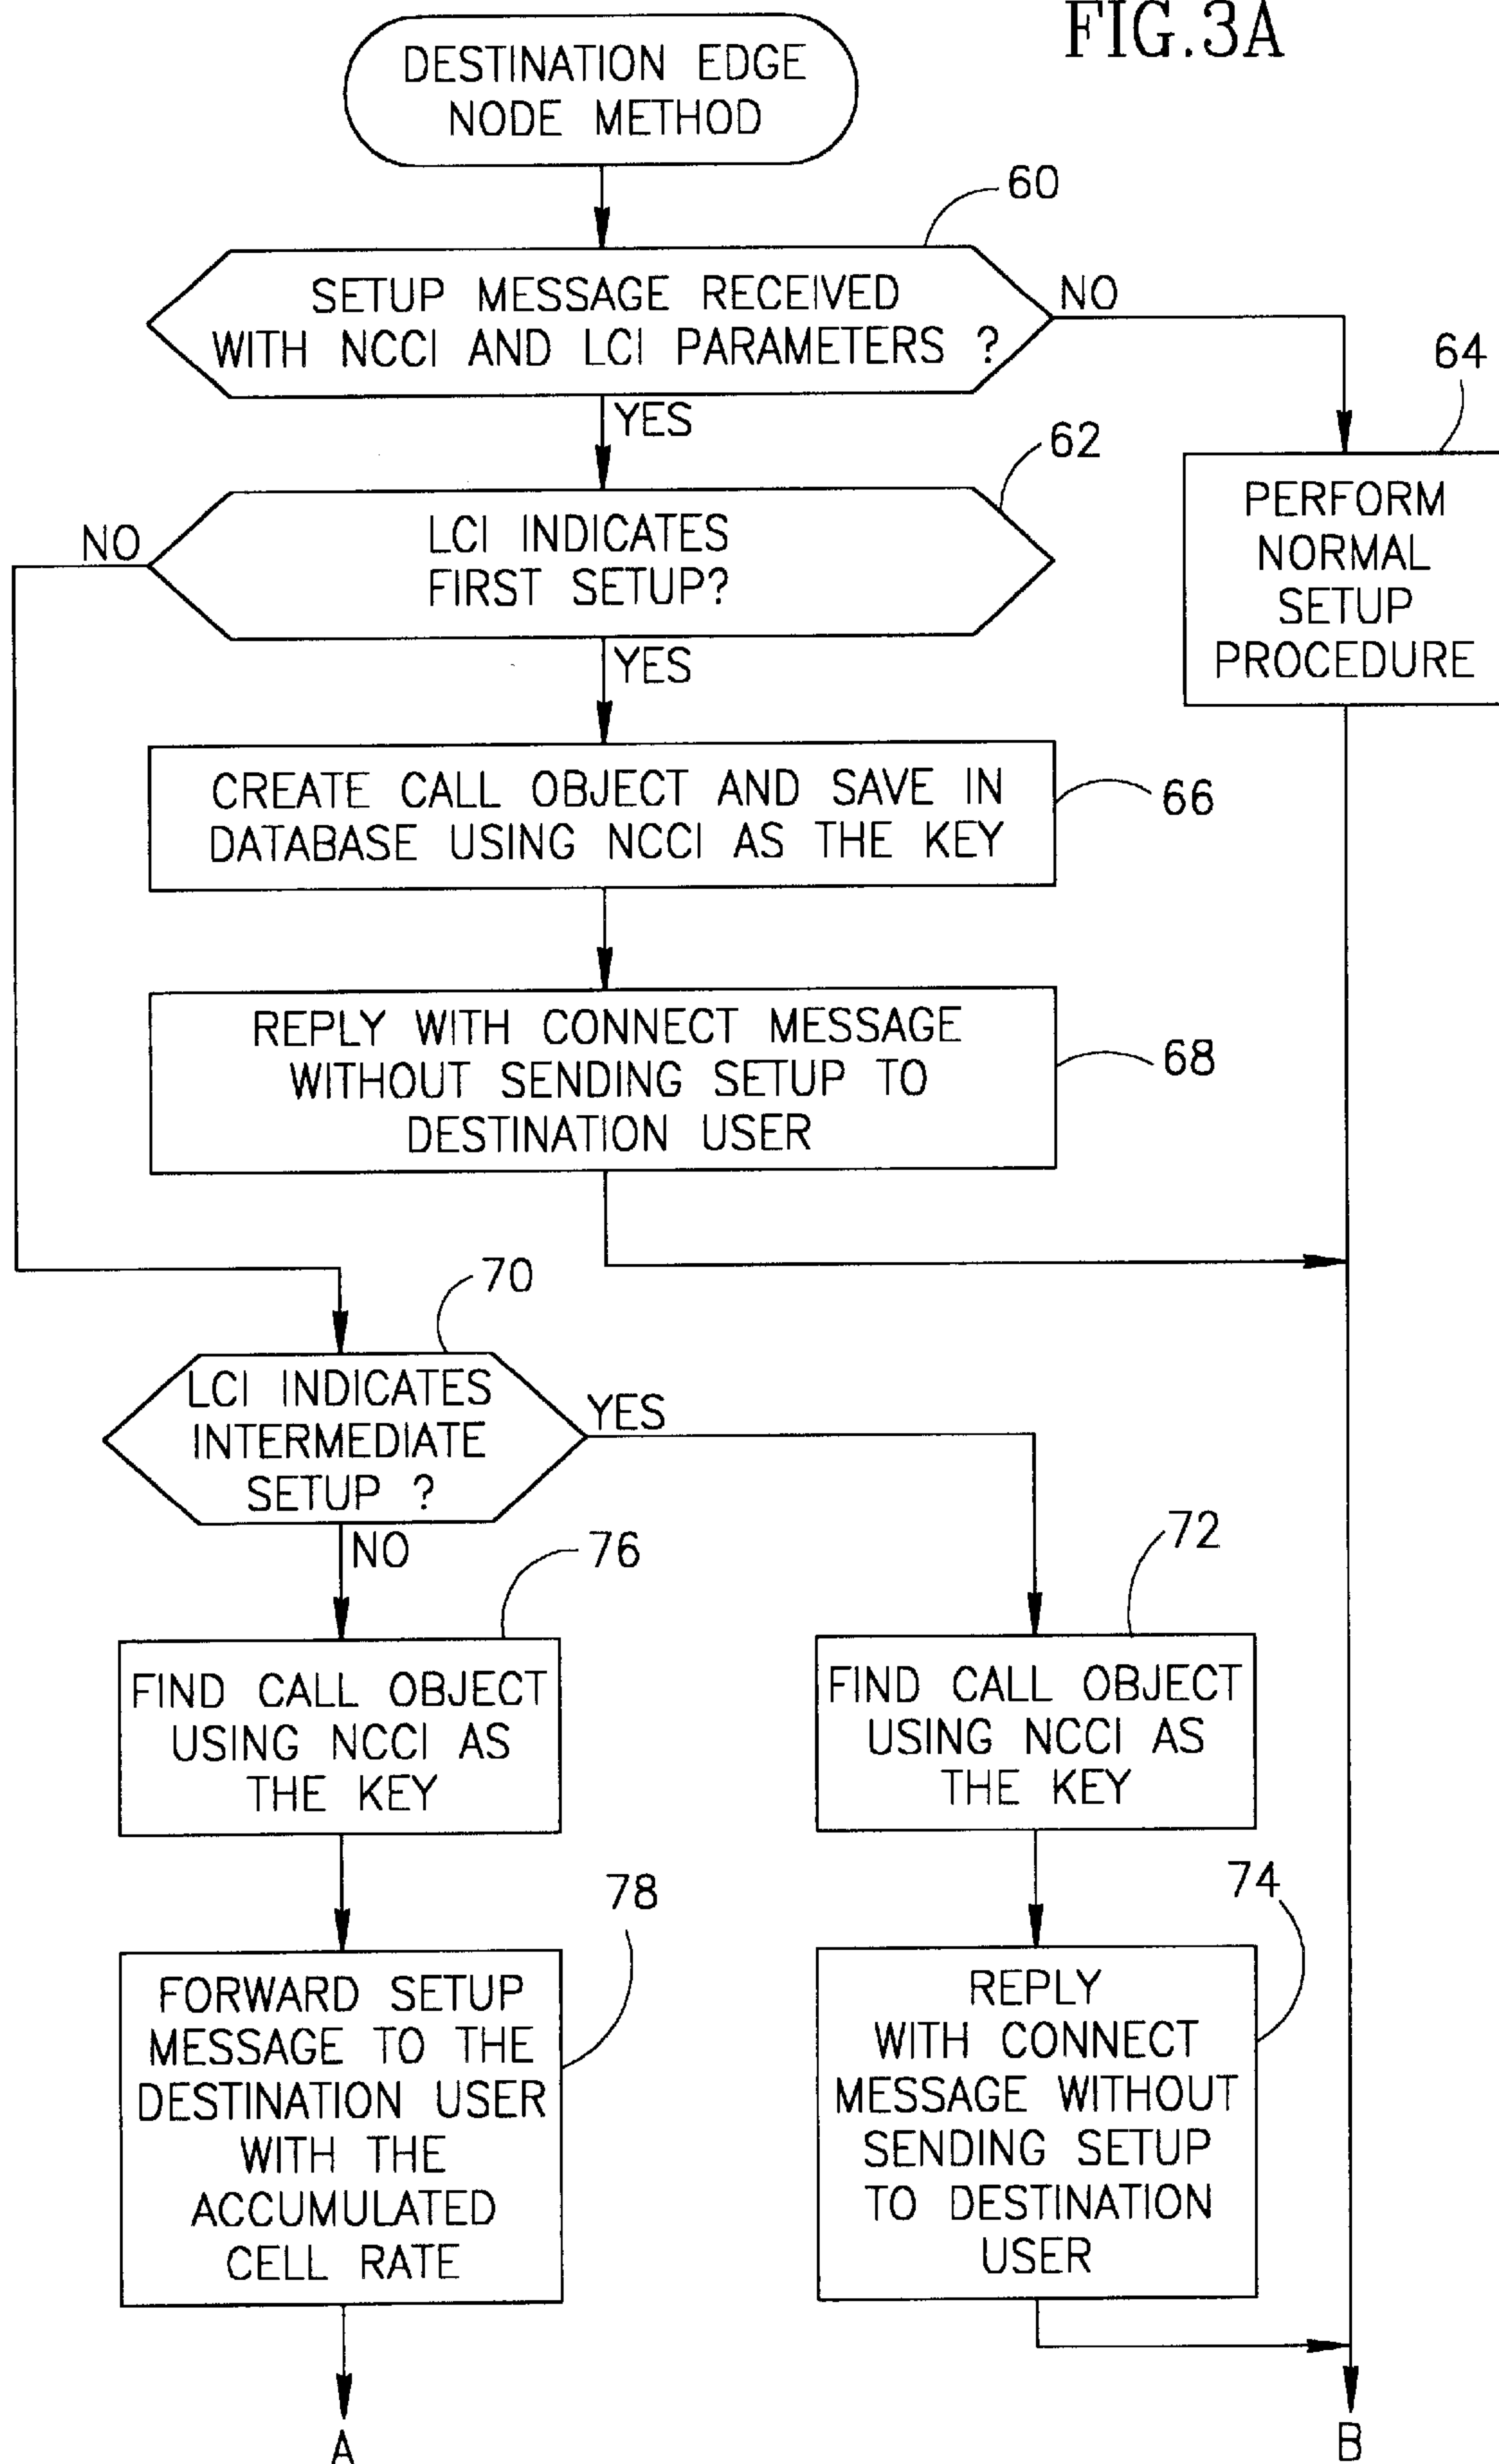 FIG.3A
DESTINATION EDGE
NODE METHOD
60
SETUP MESSAGE RECEIVED
WITH NCCI AND LCI PARAMETERS ?
NO
YES
64
PERFORM
NORMAL
SETUP
PROCEDURE
62
LCI INDICATES
FIRST SETUP?
NO
YES
CREATE CALL OBJECT AND SAVE IN
DATABASE USING NCCI AS THE KEY
66
REPLY WITH CONNECT MESSAGE
WITHOUT SENDING SETUP TO
DESTINATION USER
68
70
LCI INDICATES
INTERMEDIATE
SETUP ?
YES
NO
76
FIND CALL OBJECT
USING NCCI AS
THE KEY
72
FIND CALL OBJECT
USING NCCI AS
THE KEY
78
FORWARD SETUP
MESSAGE TO THE
DESTINATION USER
WITH THE
ACCUMULATED
CELL RATE
74
REPLY
WITH CONNECT
MESSAGE WITHOUT
SENDING SETUP
TO DESTINATION
USER
A
B